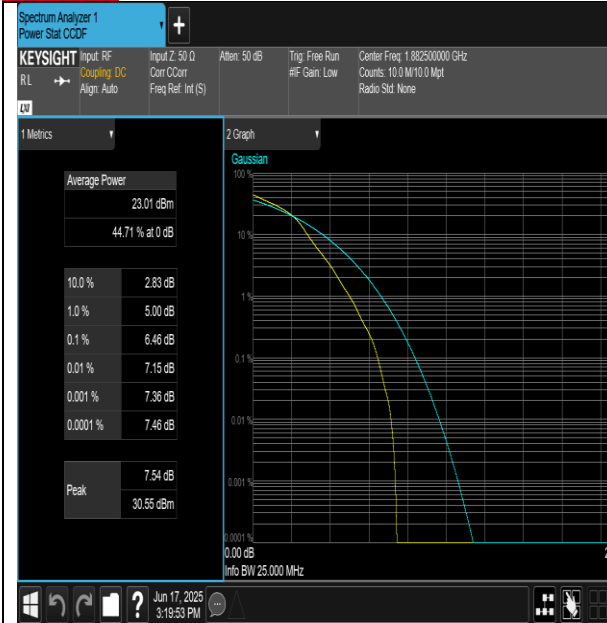 Spectrum Analyzer 1
Power Stat CCDF
+
KEYSIGHT
RL
LXI
Input: RF
Coupling: DC
Align: Auto
Input Z: 50 Ω
Corr CCorr
Freq Ref: Int (S)
Atten: 50 dB
Trig: Free Run
#IF Gain: Low
Center Freq: 1.882500000 GHz
Counts: 10.0 M/10.0 Mpt
Radio Std: None
1 Metrics
Average Power
23.01 dBm
44.71 % at 0 dB
10.0 % 2.83 dB
1.0 % 5.00 dB
0.1 % 6.46 dB
0.01 % 7.15 dB
0.001 % 7.36 dB
0.0001 % 7.46 dB
Peak
7.54 dB
30.55 dBm
2 Graph
Gaussian
100 %
10 %
1 %
0.1 %
0.01 %
0.001 %
0.0001 %
0.00 dB
Info BW 25.000 MHz
?
Jun 17, 2025
3:19:53 PM